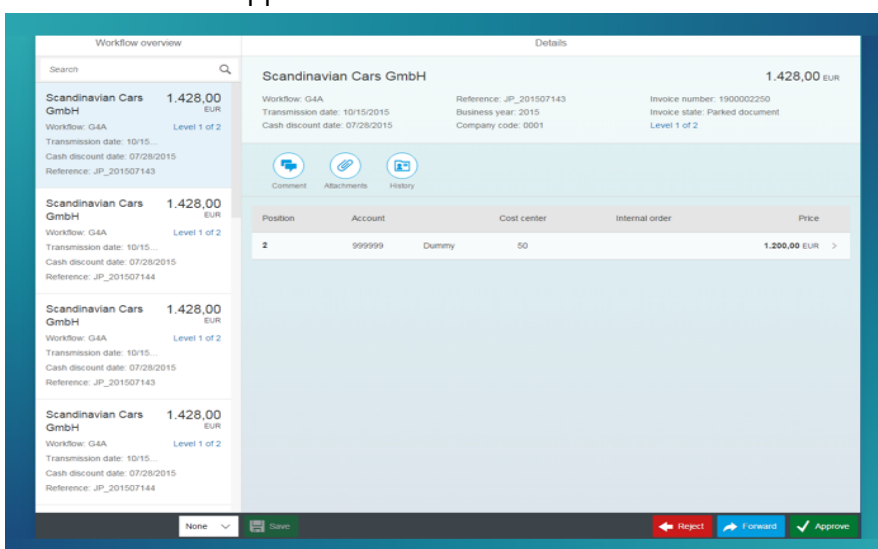 Workflow overview
Details
Search
Scandinavian Cars GmbH 1.428,00 EUR
Workflow: G4A Level 1 of 2
Transmission date: 10/15...
Cash discount date: 07/28/2015
Reference: JP_201507143
Scandinavian Cars GmbH 1.428,00 EUR
Workflow: G4A Level 1 of 2
Transmission date: 10/15...
Cash discount date: 07/28/2015
Reference: JP_201507144
Scandinavian Cars GmbH 1.428,00 EUR
Workflow: G4A Level 1 of 2
Transmission date: 10/15...
Cash discount date: 07/28/2015
Reference: JP_201507143
Scandinavian Cars GmbH 1.428,00 EUR
Workflow: G4A Level 1 of 2
Transmission date: 10/15...
Cash discount date: 07/28/2015
Reference: JP_201507144
None
Scandinavian Cars GmbH 1.428,00 EUR
Workflow: G4A Reference: JP_201507143 Invoice number: 1900002250
Transmission date: 10/15/2015 Business year: 2015 Invoice state: Parked document
Cash discount date: 07/28/2015 Company code: 0001 Level 1 of 2
Comment Attachments History
Position Account Cost center Internal order Price
2 999999 Dummy 50 1.200,00 EUR
Save Reject Forward Approve